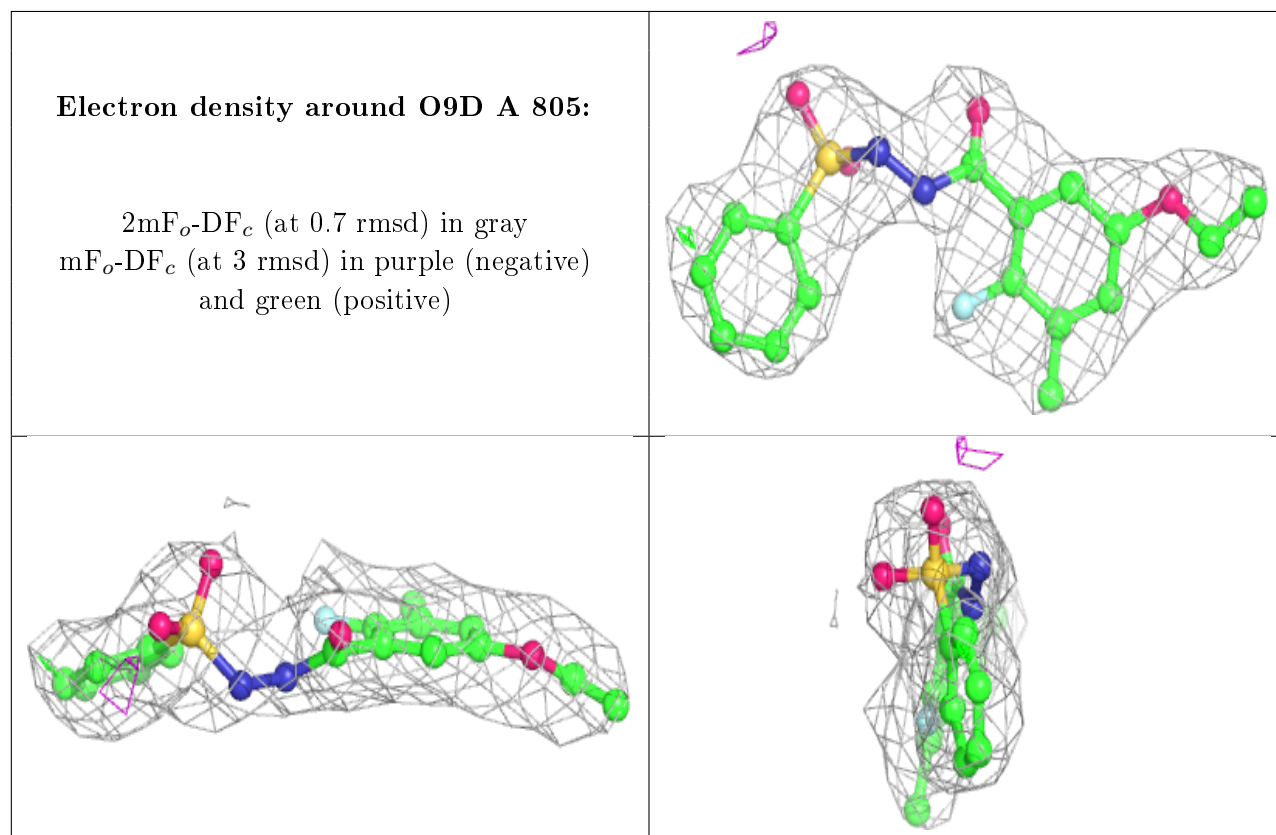 Electron density around O9D A 805:
2mFo-DFc (at 0.7 rmsd) in gray
mFo-DFc (at 3 rmsd) in purple (negative)
and green (positive)